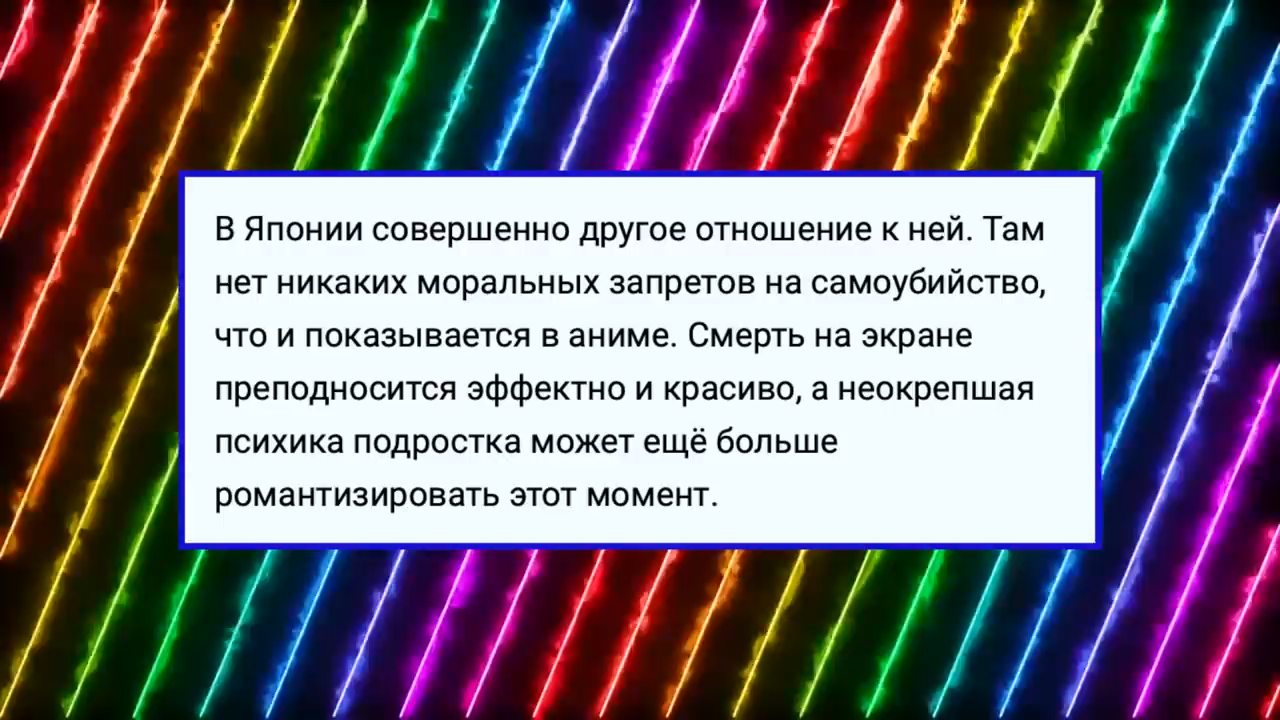 В Японии совершенно другое отношение к ней. Там
нет никаких моральных запретов на самоубийство,
что и показывается в аниме. Смерть на экране
преподносится эффектно и красиво, а неокрепшая
психика подростка может ещё больше
романтизировать этот момент.